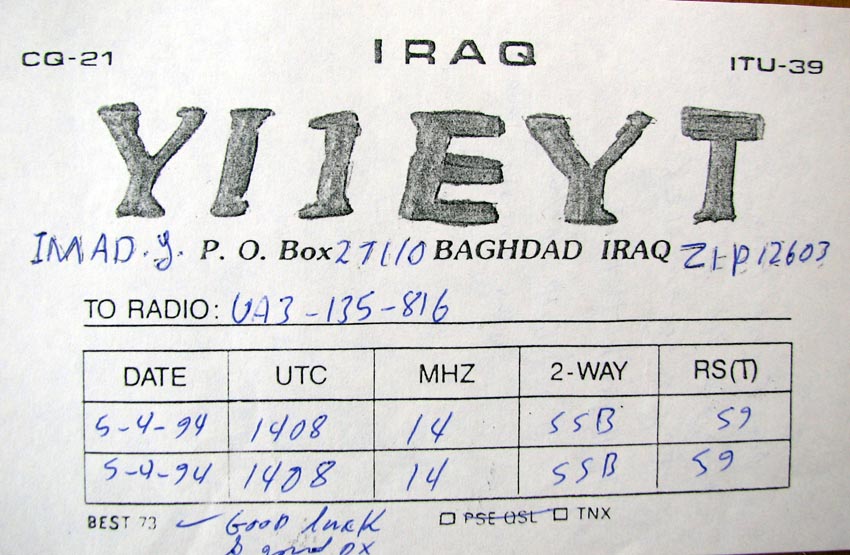 CQ-21 IRAQ ITU-39
YI1EYT
IMAD.Y. P. O. Box 27110 BAGHDAD IRAQ ZIP 12603
TO RADIO: UA3-135-816
DATE UTC MHZ 2-WAY RS(T)
5-4-94 1408 14 SSB 59
5-4-94 1408 14 SSB 59
BEST 73 ✓ Good luck □ PSE QSL □ TNX
& good DX